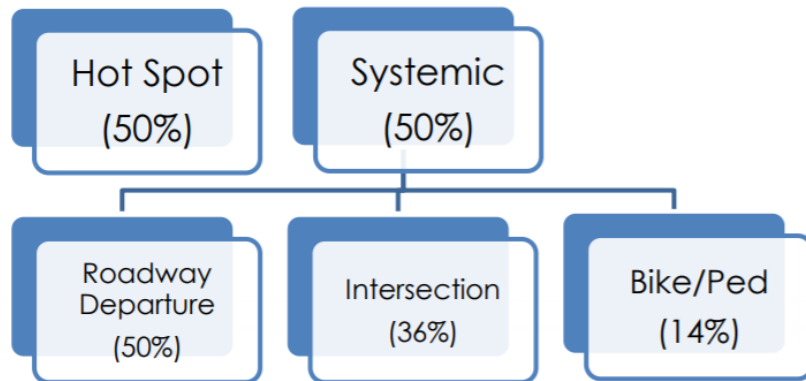 Hot Spot
(50%)
Systemic
(50%)
Roadway
Departure
(50%)
Intersection
(36%)
Bike/Ped
(14%)